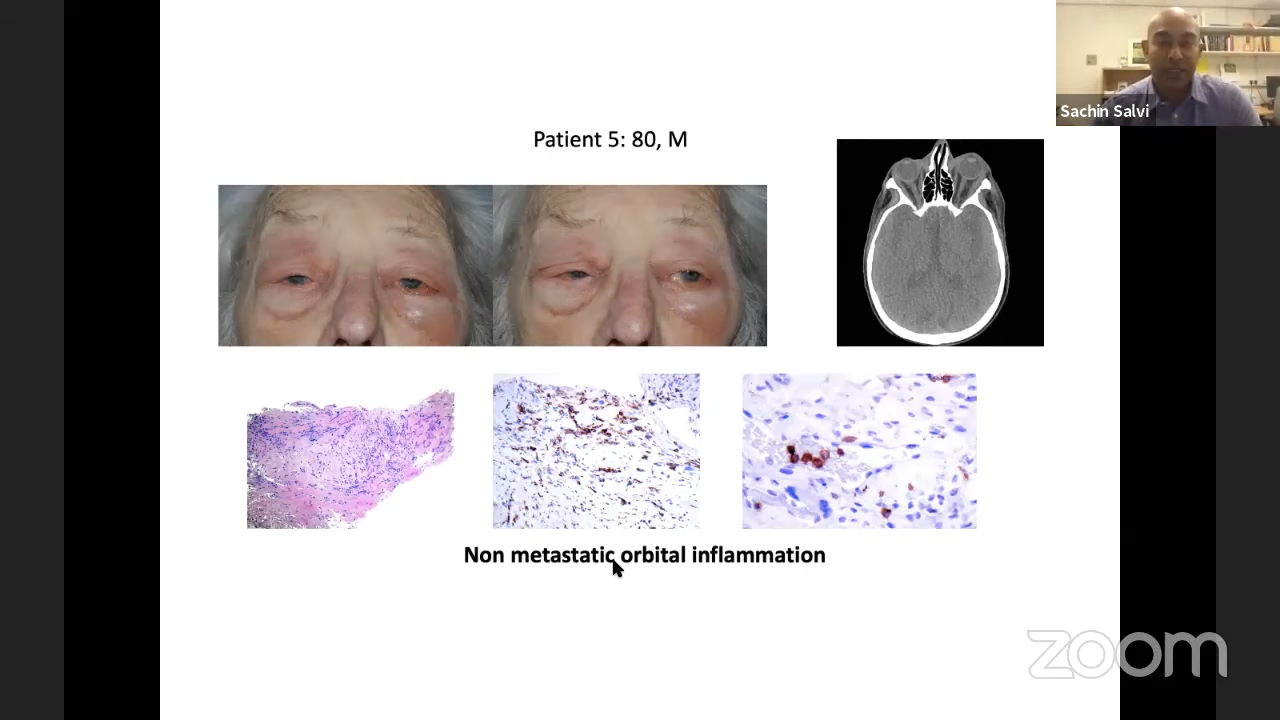 Sachin Salvi
Patient 5: 80, M
Non metastatic orbital inflammation
zoom